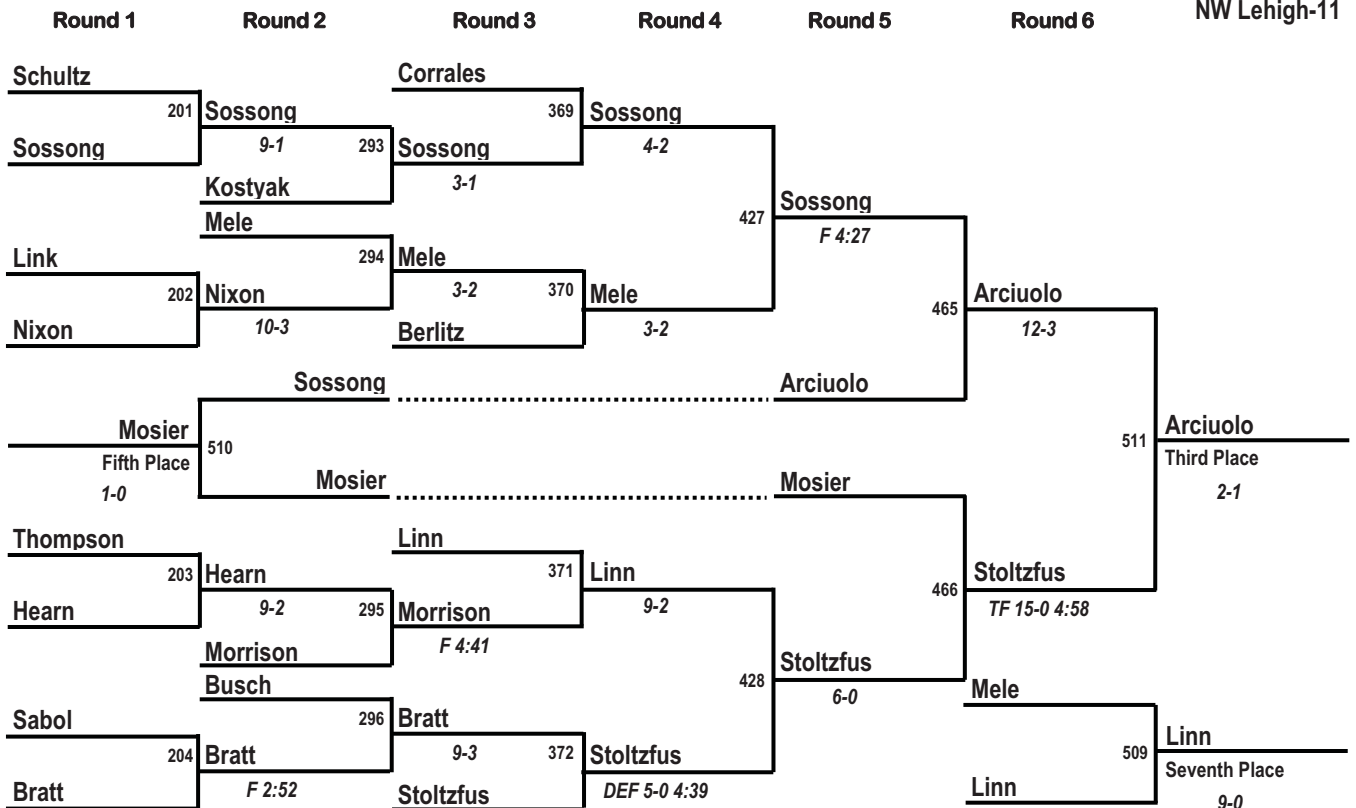 NW Lehigh-11
Round 1 Round 2 Round 3 Round 4 Round 5 Round 6
Schultz
Corrales
201 Sossong
369 Sossong
9-1
293
4-2
Sossong
Sossong
3-1
Kostyak
Sossong
Mele
427
F 4:27
Link
294 Mele
202 Nixon
3-2
370 Mele
465 Arciuolo
10-3
3-2
12-3
Nixon
Berlitz
Sossong
Arciuolo
Mosier
510
511 Arciuolo
Fifth Place
Third Place
1-0
Mosier
Mosier
2-1
Thompson
Linn
203 Hearn
371 Linn
466 Stoltzfus
9-2
295
9-2
TF 15-0 4:58
Hearn
Morrison
F 4:41
Morrison
Stoltzfus
Busch
428
6-0
Mele
Sabol
296 Bratt
204 Bratt
9-3
372 Stoltzfus
509 Linn
Seventh Place
F 2:52
DEF 5-0 4:39
Bratt
Stoltzfus
Linn
9-0